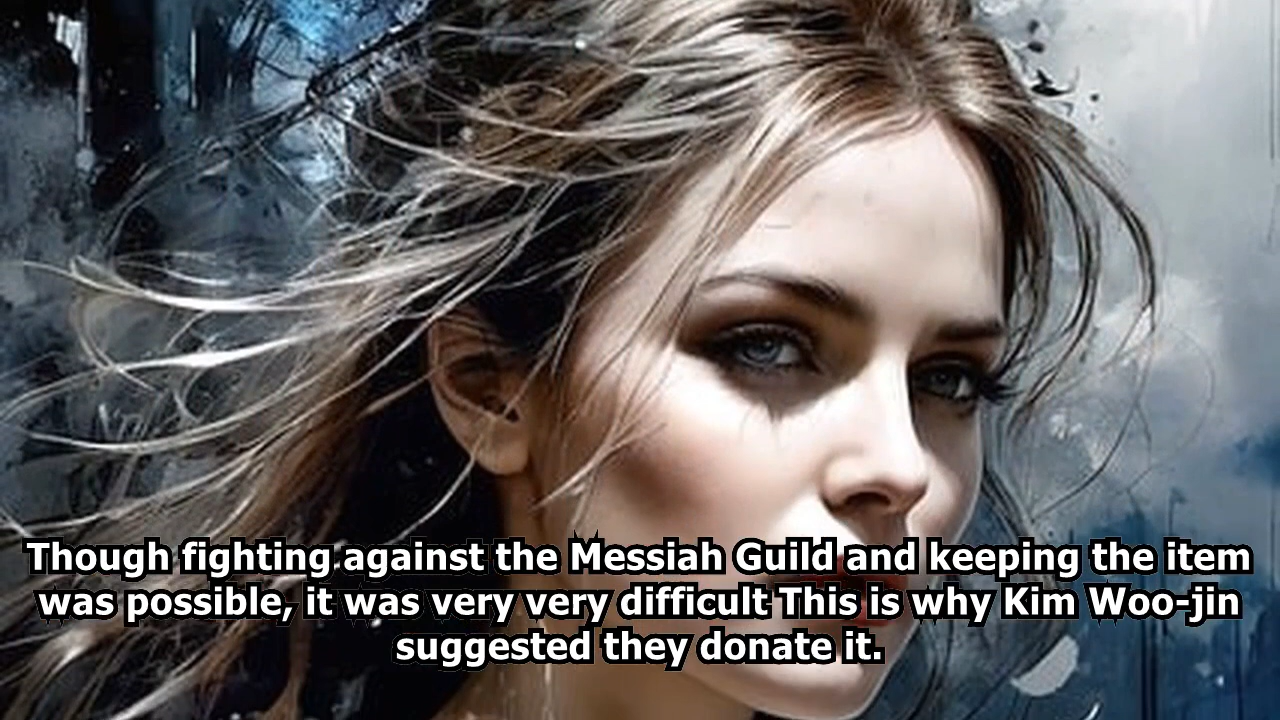 Though fighting against the Messiah Guild and keeping the item
was possible, it was very very difficult This is why Kim Woo-jin
suggested they donate it.